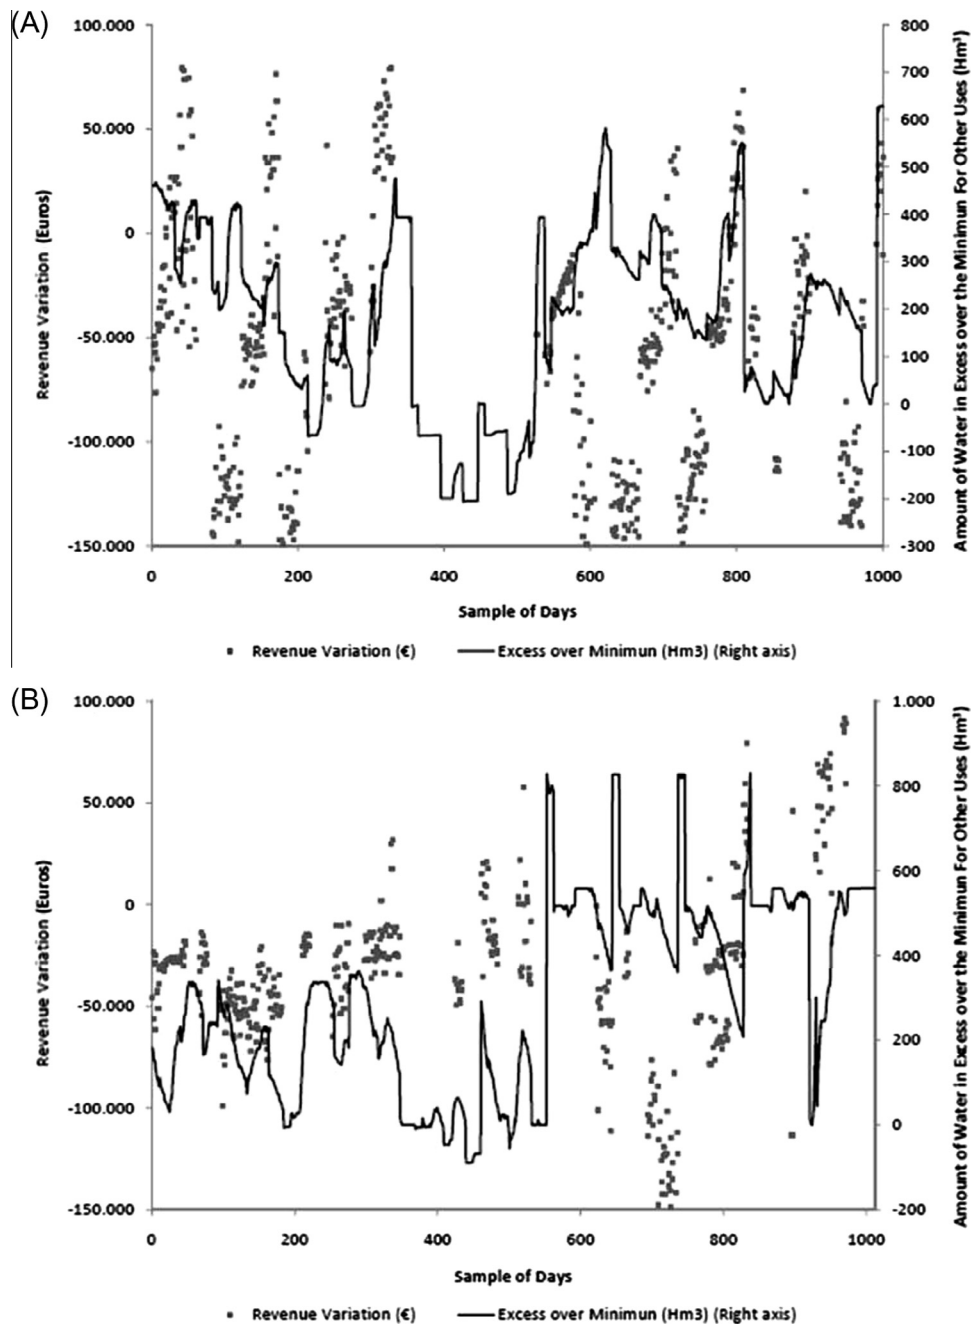 (A)
100.000
50.000
0
-50.000
-100.000
-150.000
Revenue Variation (Euros)
800
700
600
500
400
300
200
100
0
-100
-200
-300
Amount of Water in Excess over the Minimun For Other Uses (Hm³)
0 200 400 600 800 1000
Sample of Days
Revenue Variation (€) Excess over Minimun (Hm3) (Right axis)
(B)
100.000
50.000
0
-50.000
-100.000
-150.000
Revenue Variation (Euros)
1.000
800
600
400
200
0
-200
Amount of Water in Excess over the Minimun For Other Uses (Hm³)
0 200 400 600 800 1000
Sample of Days
Revenue Variation (€) Excess over Minimun (Hm3) (Right axis)